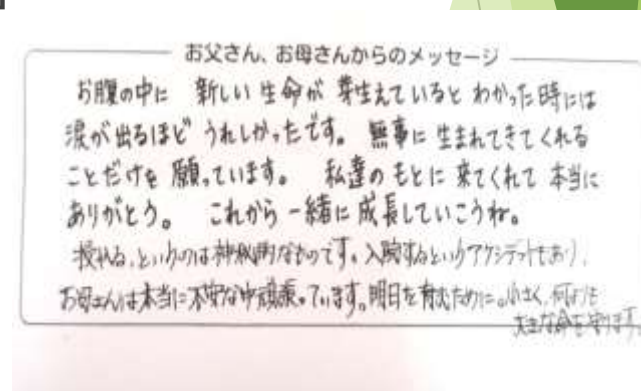 お父さん、お母さんからのメッセージ
お腹の中に 新しい生命が 芽生えていると わかった時には
涙が出るほど うれしかったです。 無事に 生まれてきてくれる
ことだけを 願っています。 私達のもとに 来てくれて 本当に
ありがとう。 これから 一緒に 成長していこうね。
授かる、というのは神秘的なものです。入院するというアクシデントもあり、
お母さんは本当に不安な中頑張っています。明日を育むために。小さく、何よりも
大切な命を守ります。